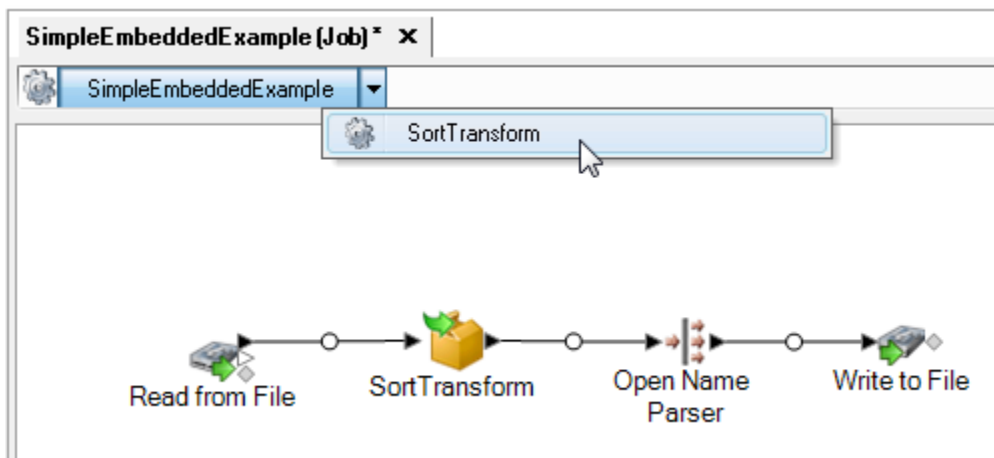 SimpleEmbeddedExample (Job)* ×
SimpleEmbeddedExample
SortTransform
Read from File
SortTransform
Open Name
Parser
Write to File